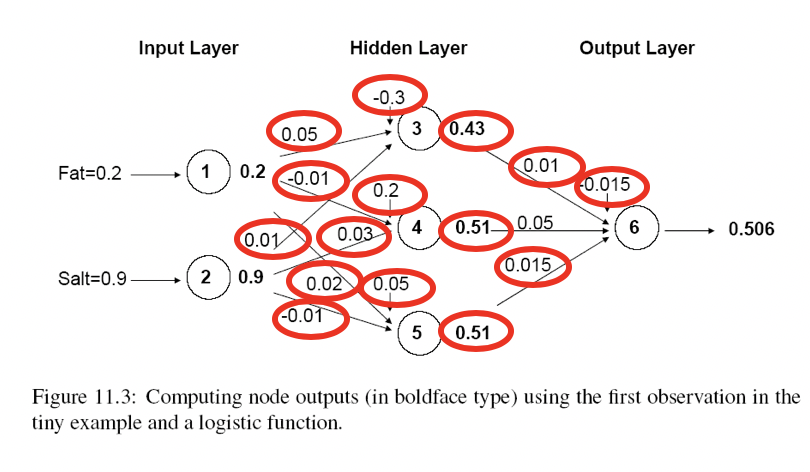 Input Layer Hidden Layer Output Layer
-0.3
0.05 3 0.43
Fat=0.2 1 0.2 -0.01 0.01
0.2 -0.015
0.01 0.03 4 0.51 0.05 6 0.506
Salt=0.9 2 0.9 0.02 0.05 0.015
-0.01 5 0.51
Figure 11.3: Computing node outputs (in boldface type) using the first observation in the
tiny example and a logistic function.